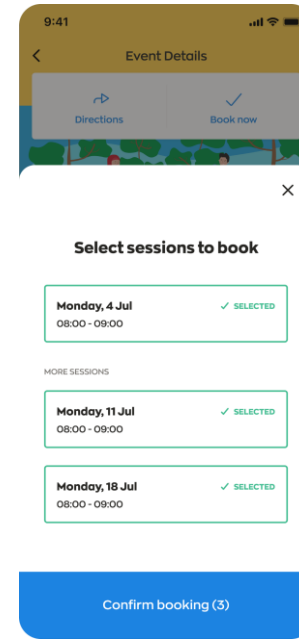 9:41
Event Details
Directions
Book now
Select sessions to book
Monday, 4 Jul
✓ SELECTED
08:00 - 09:00
MORE SESSIONS
Monday, 11 Jul
✓ SELECTED
08:00 - 09:00
Monday, 18 Jul
✓ SELECTED
08:00 - 09:00
Confirm booking (3)